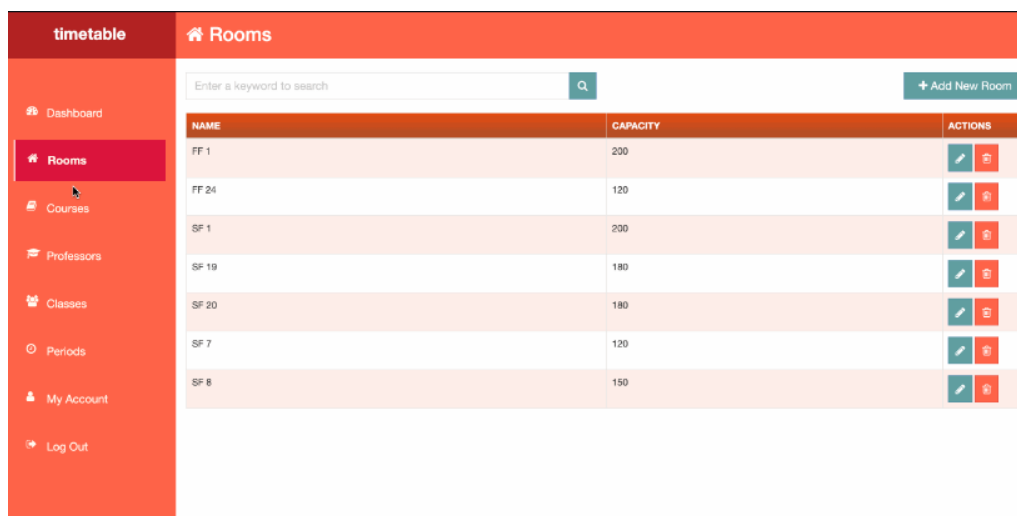 timetable
Rooms
Dashboard
Rooms
Courses
Professors
Classes
Periods
My Account
Log Out
Enter a keyword to search
+ Add New Room
NAME CAPACITY ACTIONS
FF 1 200
FF 24 120
SF 1 200
SF 19 180
SF 20 180
SF 7 120
SF 8 150